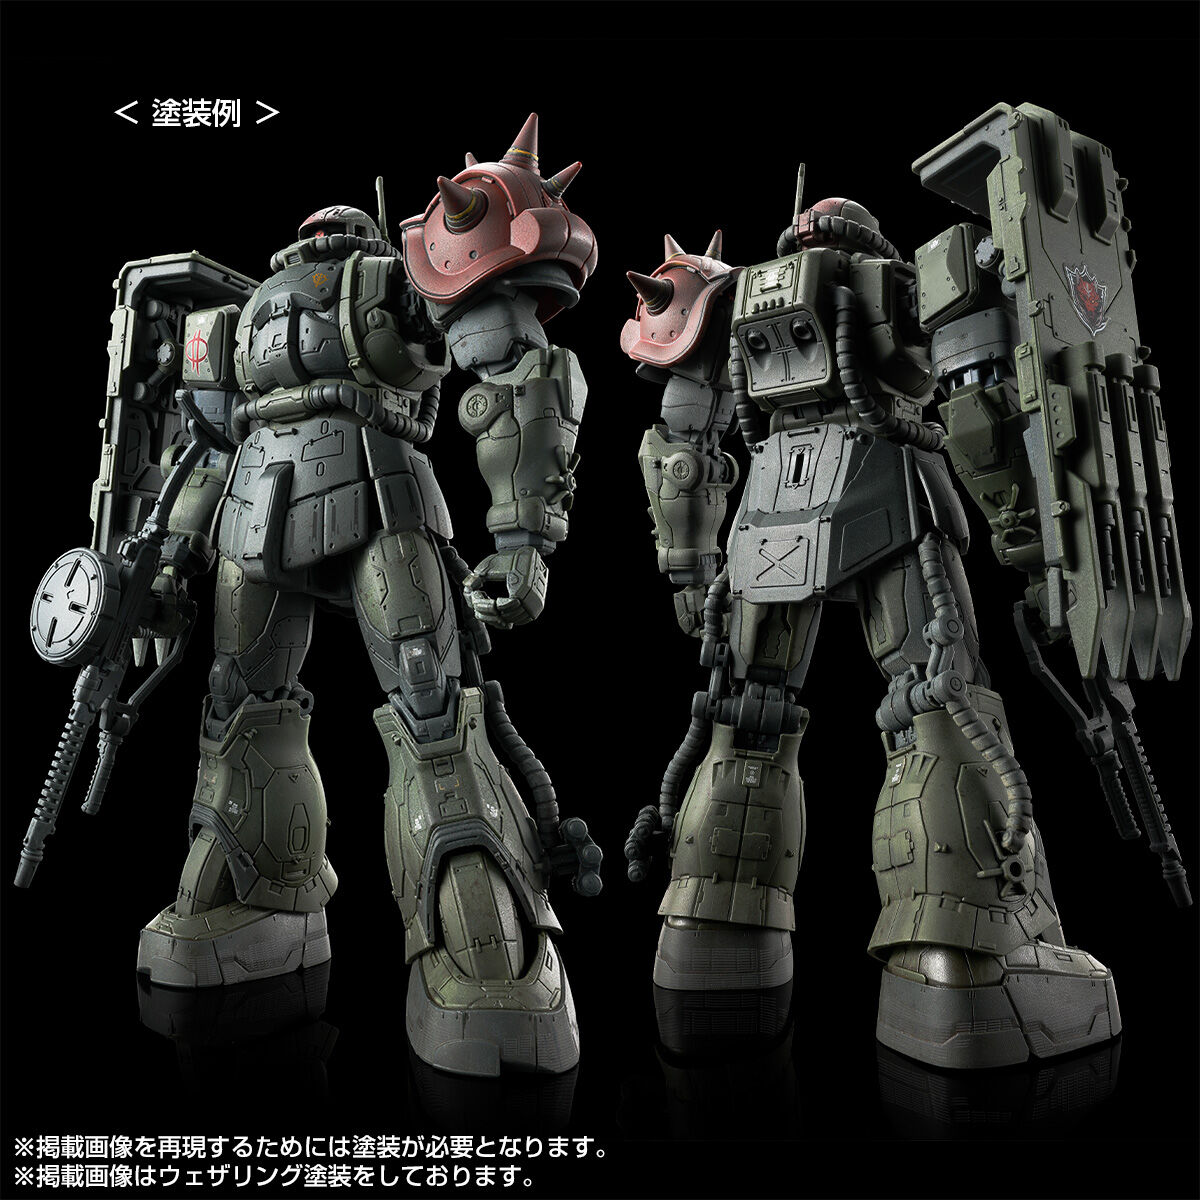 ＜ 塗装例 ＞
※掲載画像を再現するためには塗装が必要となります。
※掲載画像はウェザリング塗装をしております。